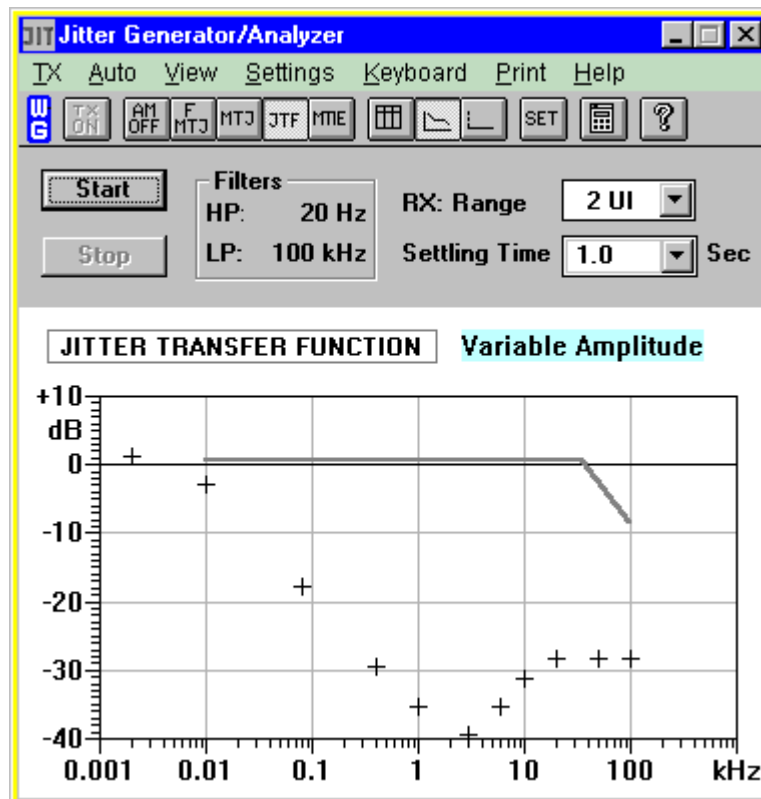 JIT Jitter Generator/Analyzer
TX Auto View Settings Keyboard Print Help
WG TX ON AM OFF F MTJ MTJ JTF MTIE SET ?
Start Filters
HP: 20 Hz RX: Range 2 UI
Stop LP: 100 kHz Settling Time 1.0 Sec
JITTER TRANSFER FUNCTION Variable Amplitude
+10
dB
0
-10
-20
-30
-40
0.001 0.01 0.1 1 10 100 kHz